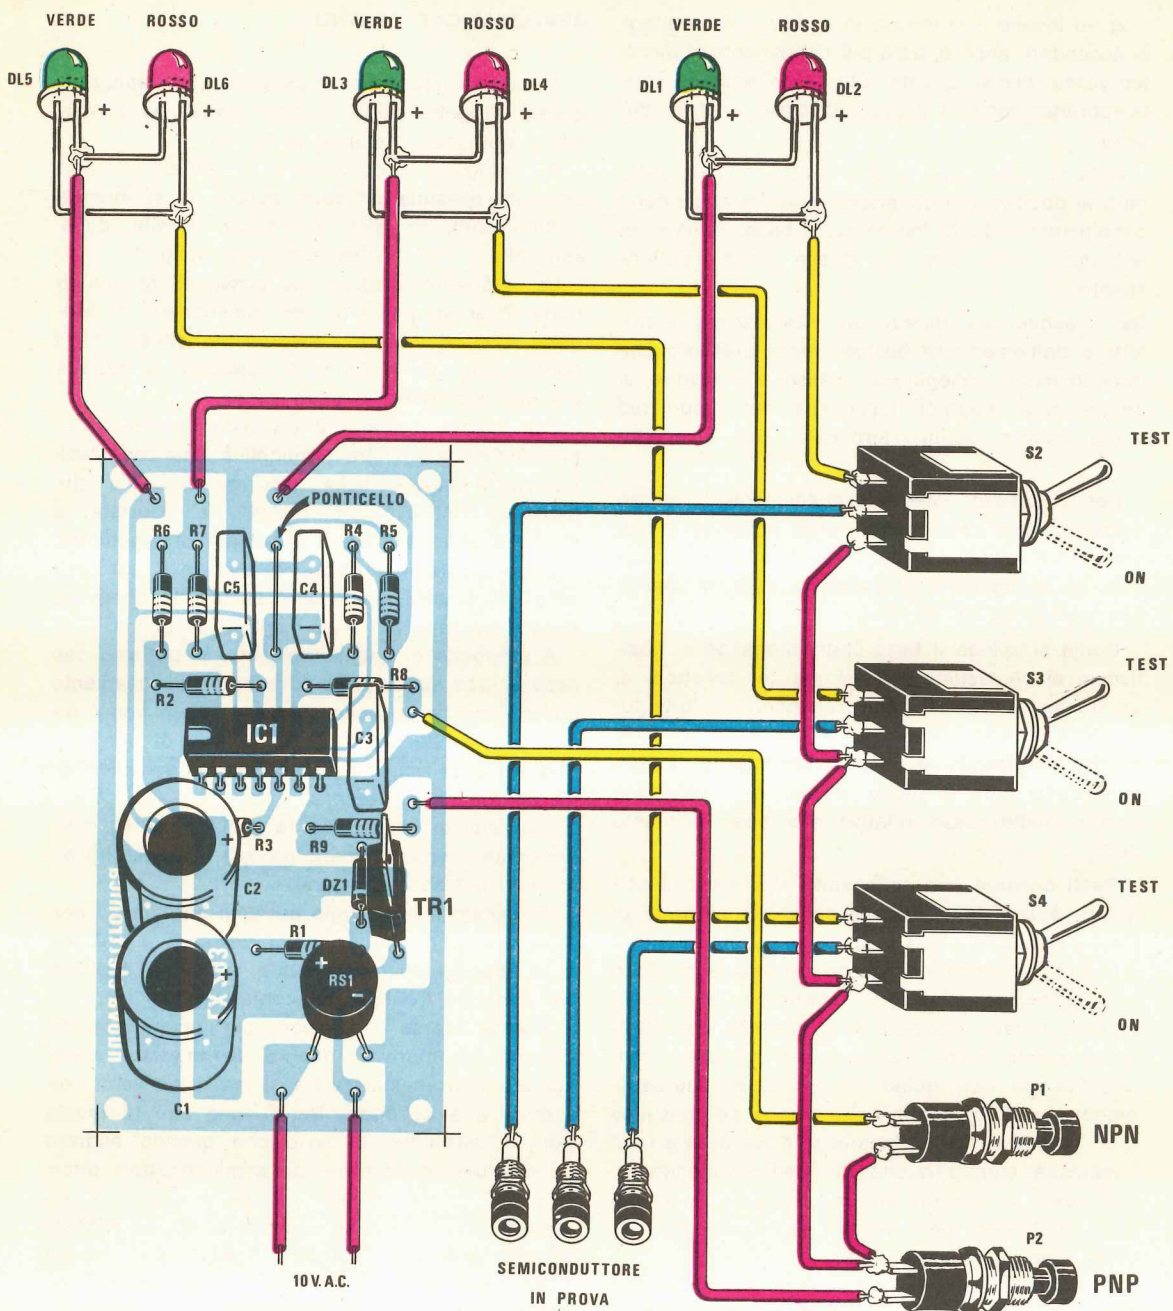 VERDE ROSSO VERDE ROSSO VERDE ROSSO
DL5 DL6 DL3 DL4 DL1 DL2
+ + + + + +
S2 TEST
ON
PONTICELLO
R6 R7 C5 C4 R4 R5
S3 TEST
ON
R2 R8
IC1 C3
R3 R9
C2 +
DZ1 TR1
S4 TEST
ON
R1
+ RS1 -
+
C1
LX 393
P1
NPN
P2
PNP
10 V. A.C.
SEMICONDUTTORE
IN PROVA